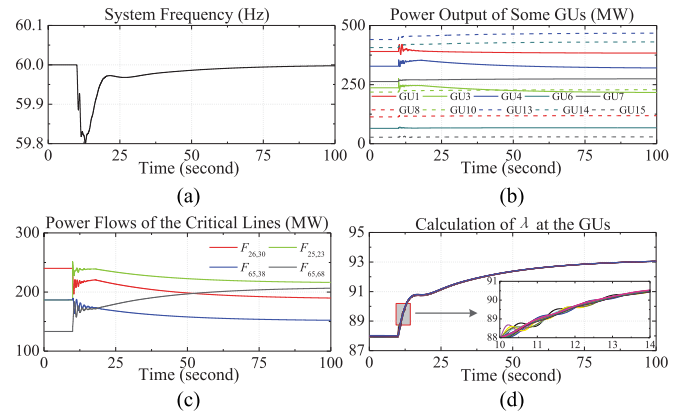 System Frequency (Hz)
60.1
60.0
59.9
59.8
0 25 50 75 100
Time (second)
(a)
Power Output of Some GUs (MW)
500
250
0
GU1 GU3 GU4 GU6 GU7
GU8 GU10 GU13 GU14 GU15
0 25 50 75 100
Time (second)
(b)
Power Flows of the Critical Lines (MW)
300
200
100
F26,30 F25,23
F65,38 F65,68
0 25 50 75 100
Time (second)
(c)
Calculation of λ at the GUs
95
93
91
89
87
91
90
89
88
10 11 12 13 14
0 25 50 75 100
Time (second)
(d)